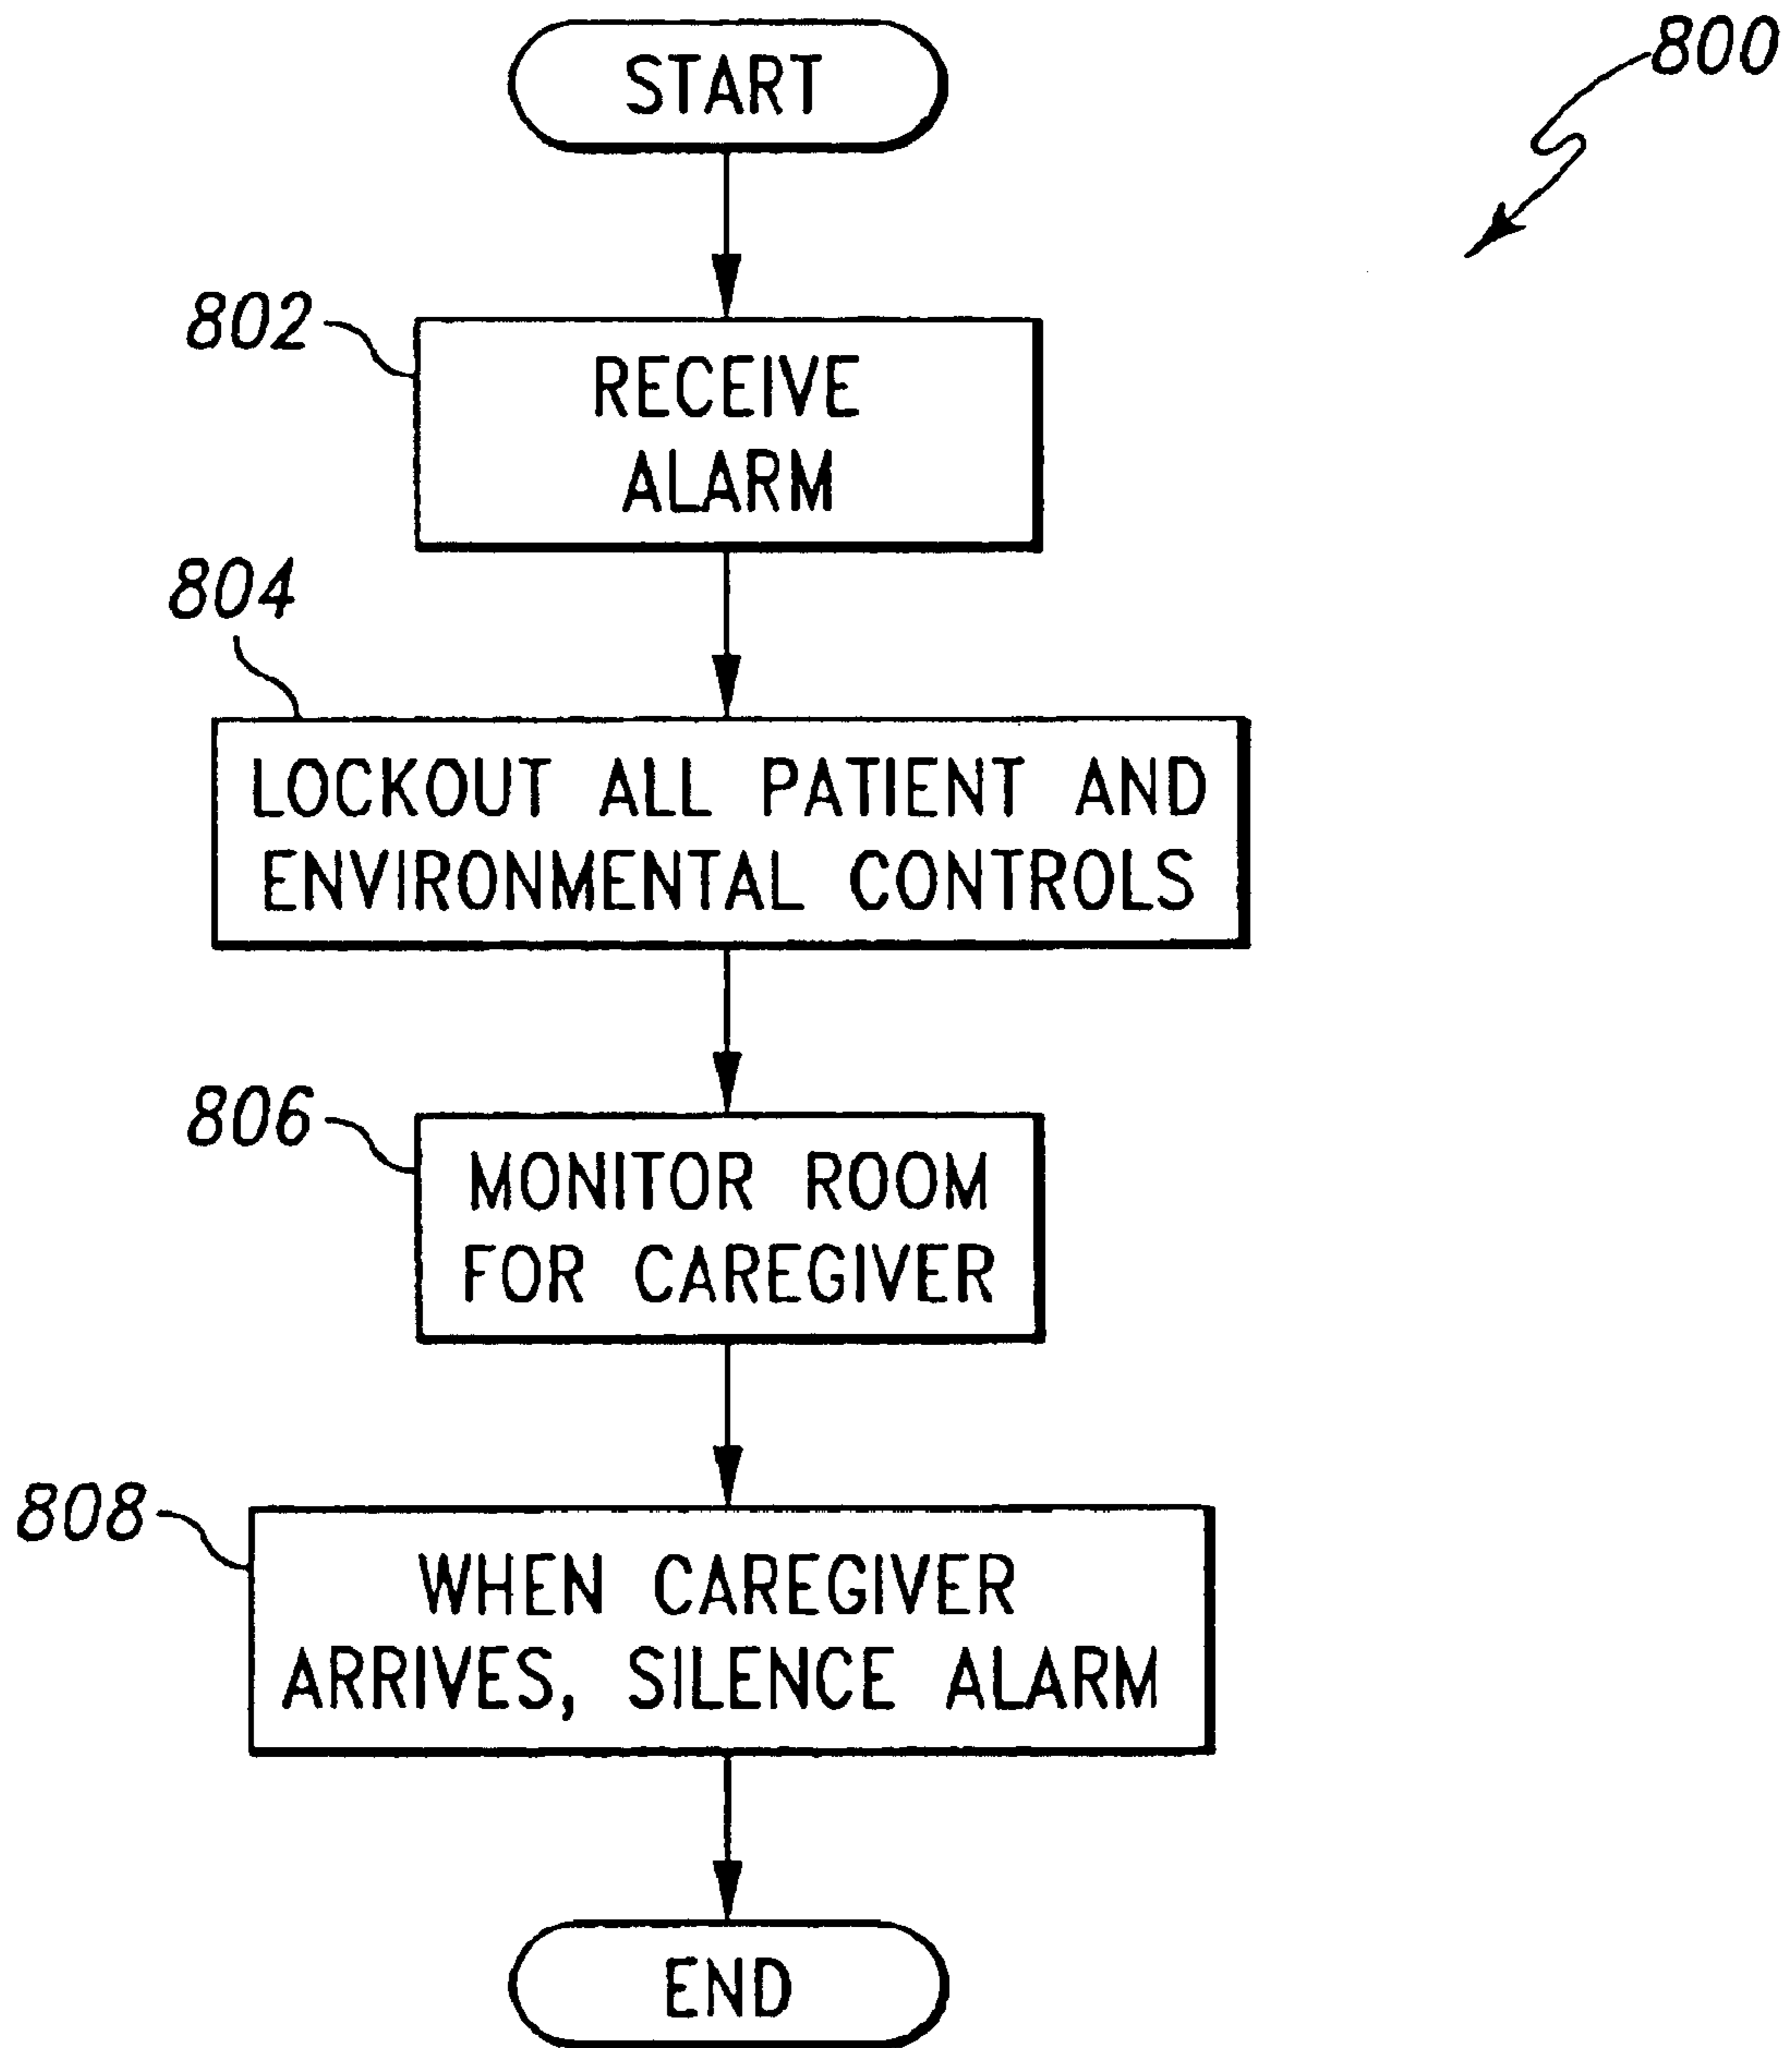 START
800
802
RECEIVE
ALARM
804
LOCKOUT ALL PATIENT AND
ENVIRONMENTAL CONTROLS
806
MONITOR ROOM
FOR CAREGIVER
808
WHEN CAREGIVER
ARRIVES, SILENCE ALARM
END